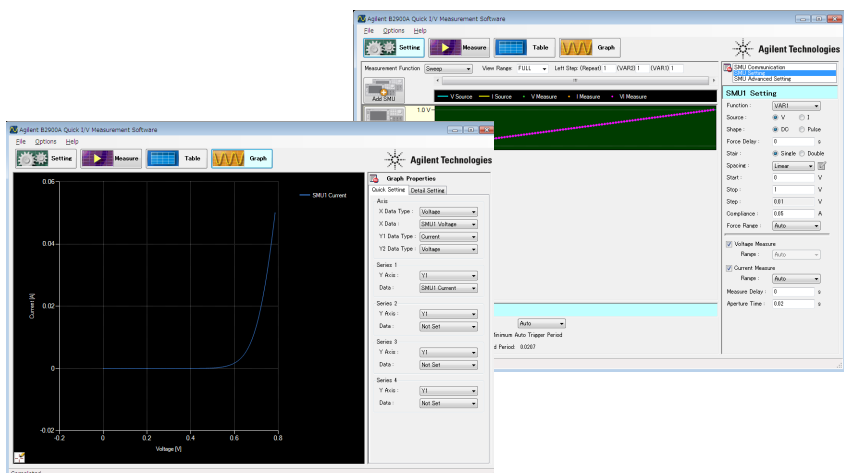 Agilent B2900A Quick I/V Measurement Software
File Options Help
Setting Measure Table Graph
Agilent Technologies
Measurement Function Sweep View Range: FULL Left Step: (Repeat) 1 (VAR2) 1 (VAR1) 1
Add SMU
V Source I Source V Measure I Measure VI Measure
1.0 V
SMU Communication
SMU Setting
SMU Advanced Setting
SMU1 Setting
Function : VAR1
Source : V I
Shape : DC Pulse
Force Delay : 0 s
Stair : Single Double
Spacing : Linear
Start : 0 V
Stop : 1 V
Step : 0.01 V
Compliance : 0.05 A
Force Range : Auto
Voltage Measure
Range : Auto
Current Measure
Range : Auto
Measure Delay : 0 s
Aperture Time : 0.02 s
Auto
Minimum Auto Trigger Period
d Period: 0.0207
Agilent B2900A Quick I/V Measurement Software
File Options Help
Setting Measure Table Graph
Agilent Technologies
0.06
0.04
0.02
0
-0.02
Current [A]
-0.2 0 0.2 0.4 0.6 0.8
Voltage [V]
SMU1 Current
Graph Properties
Quick Setting Detail Setting
Axis
X Data Type : Voltage
X Data : SMU1 Voltage
Y1 Data Type : Current
Y2 Data Type : Voltage
Series 1
Y Axis : Y1
Data : SMU1 Current
Series 2
Y Axis : Y1
Data : Not Set
Series 3
Y Axis : Y1
Data : Not Set
Series 4
Y Axis : Y1
Data : Not Set